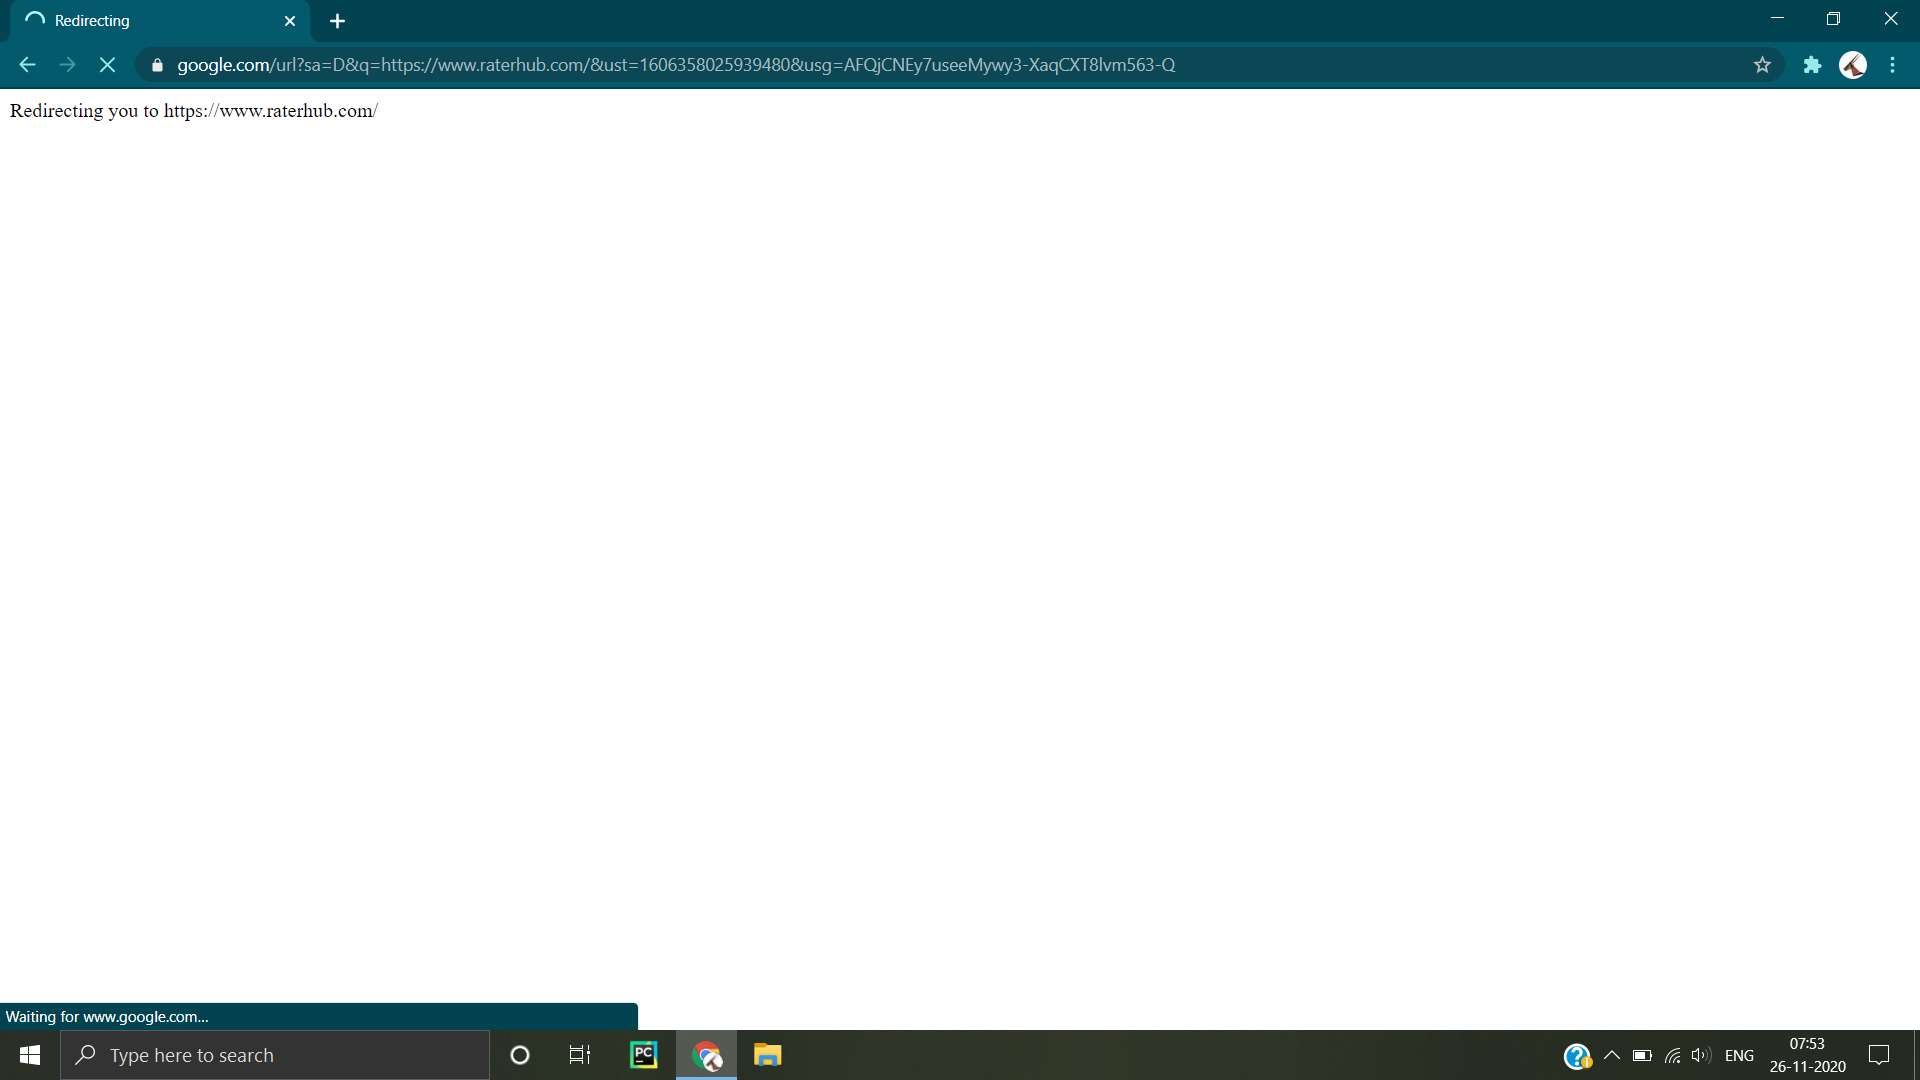 Redirecting
google.com/url?sa=D&q=https://www.raterhub.com/&ust=1606358025939480&usg=AFQjCNEy7useeMywy3-XaqCXT8lvm563-Q
Redirecting you to https://www.raterhub.com/
Waiting for www.google.com...
Type here to search
PC
ENG
07:53
26-11-2020